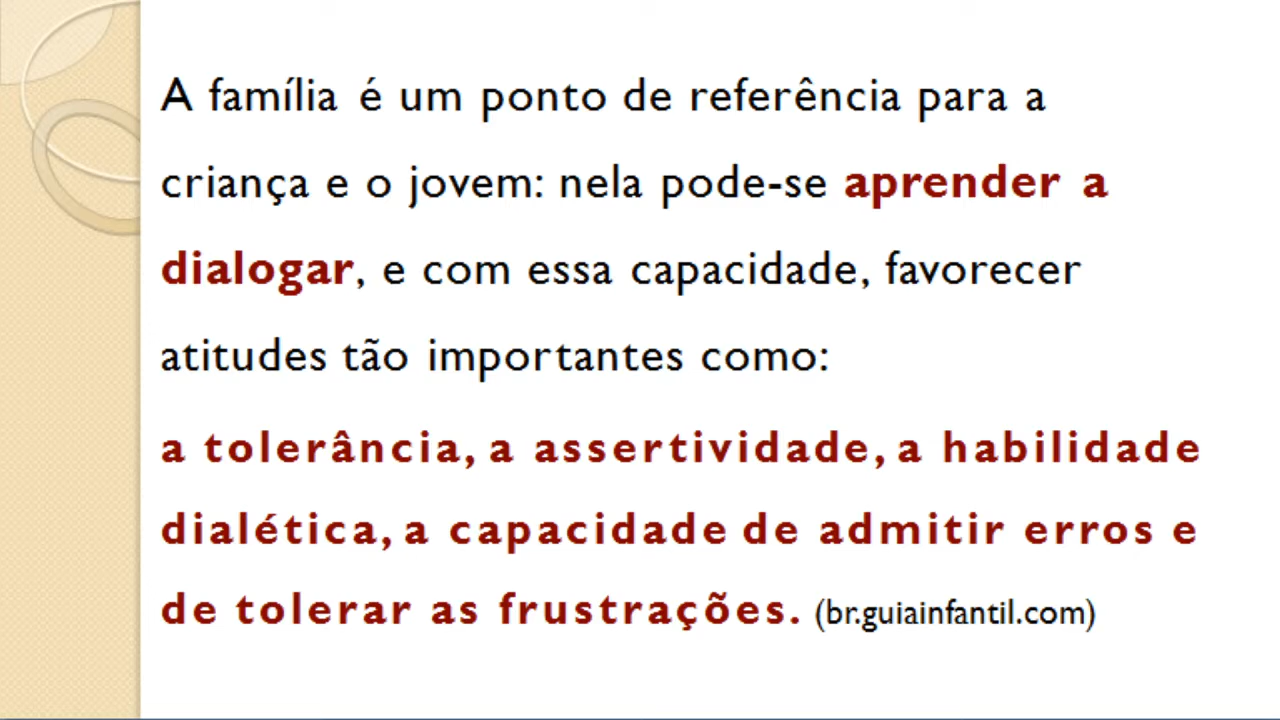 A família é um ponto de referência para a
criança e o jovem: nela pode-se aprender a
dialogar, e com essa capacidade, favorecer
atitudes tão importantes como:
a tolerância, a assertividade, a habilidade
dialética, a capacidade de admitir erros e
de tolerar as frustrações. (br.guiainfantil.com)